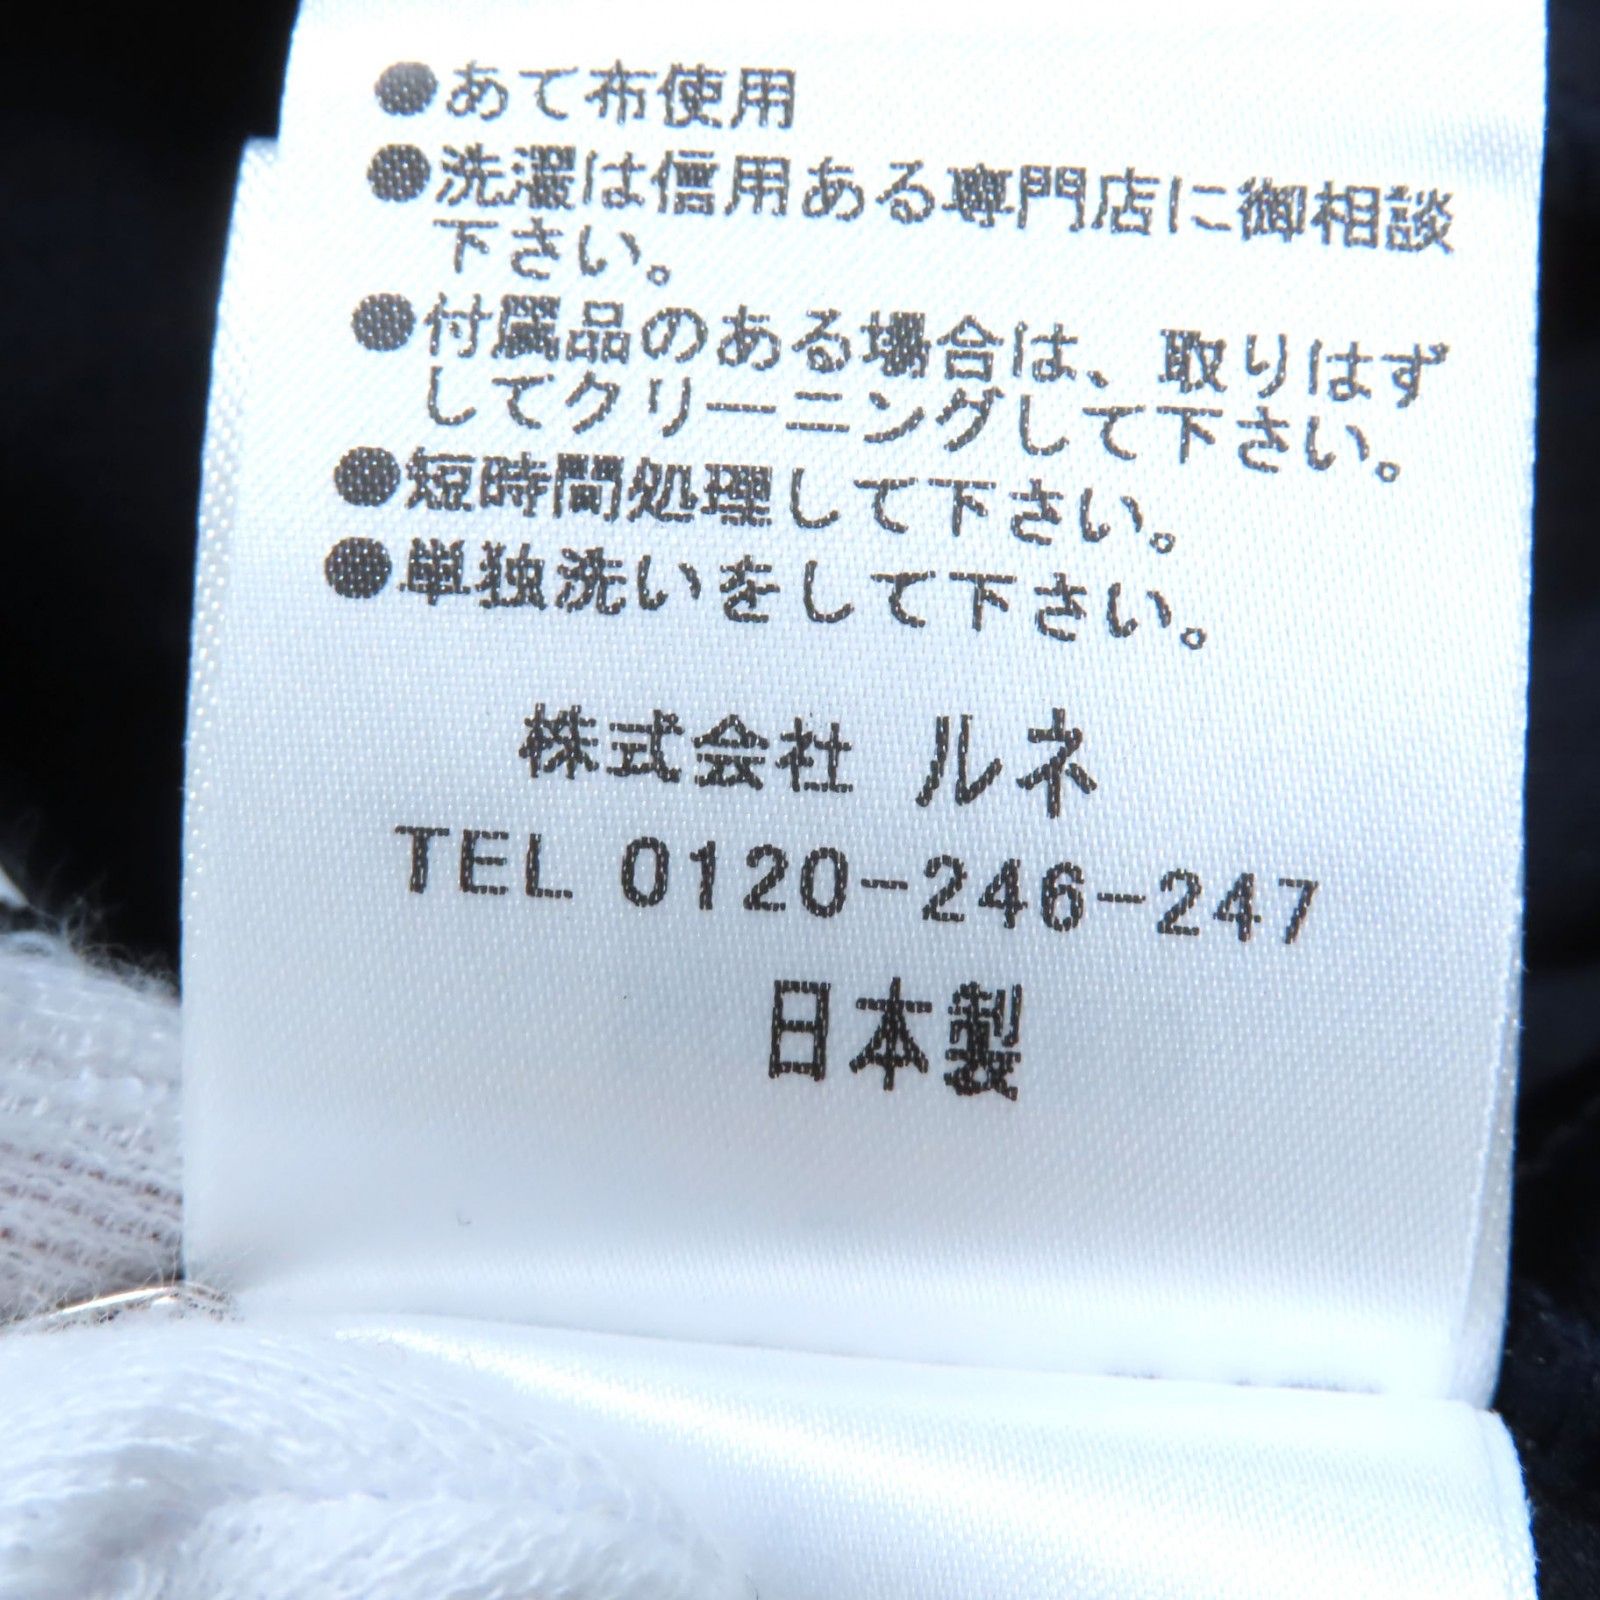 ●あて布使用
●洗濯は信用ある専門店に御相談
下さい。
●付属品のある場合は、取りはず
してクリーニングして下さい。
●短時間処理して下さい。
●単独洗いをして下さい。
株式会社 ルネ
TEL 0120-246-247
日本製